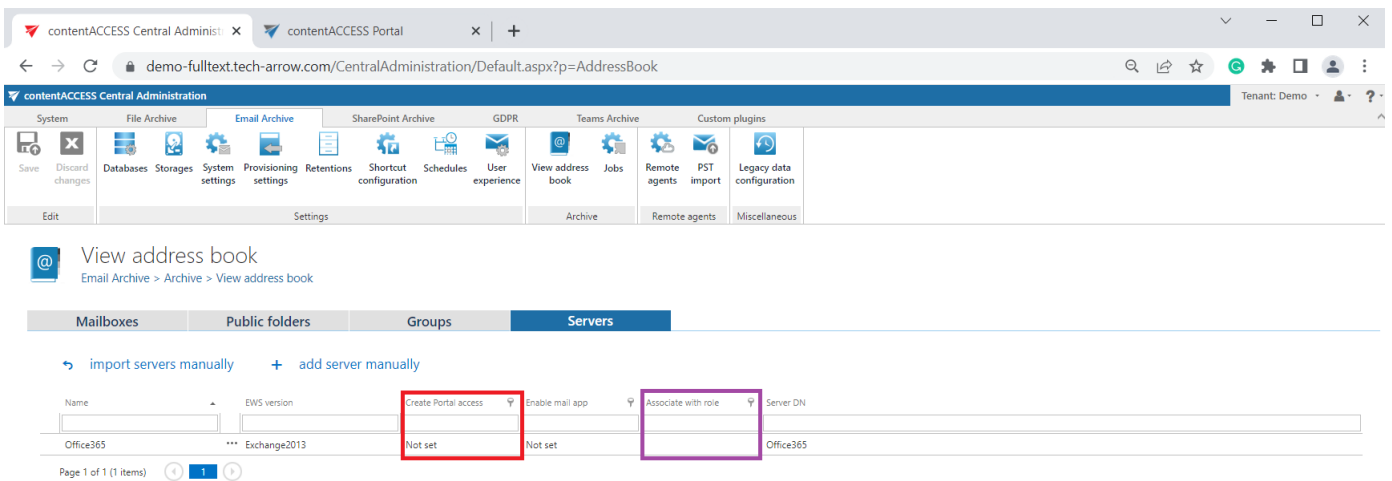 contentACCESS Central Administ
contentACCESS Portal
demo-fulltext.tech-arrow.com/CentralAdministration/Default.aspx?p=AddressBook
contentACCESS Central Administration
Tenant: Demo
System File Archive Email Archive SharePoint Archive GDPR Teams Archive Custom plugins
Save Discard changes Databases Storages System settings Provisioning settings Retentions Shortcut configuration Schedules User experience View address book Jobs Remote agents PST import Legacy data configuration
Edit Settings Archive Remote agents Miscellaneous
View address book
Email Archive > Archive > View address book
Mailboxes Public folders Groups Servers
import servers manually + add server manually
Name EWS version Create Portal access Enable mail app Associate with role Server DN
Office365 ••• Exchange2013 Not set Not set Office365
Page 1 of 1 (1 items) 1